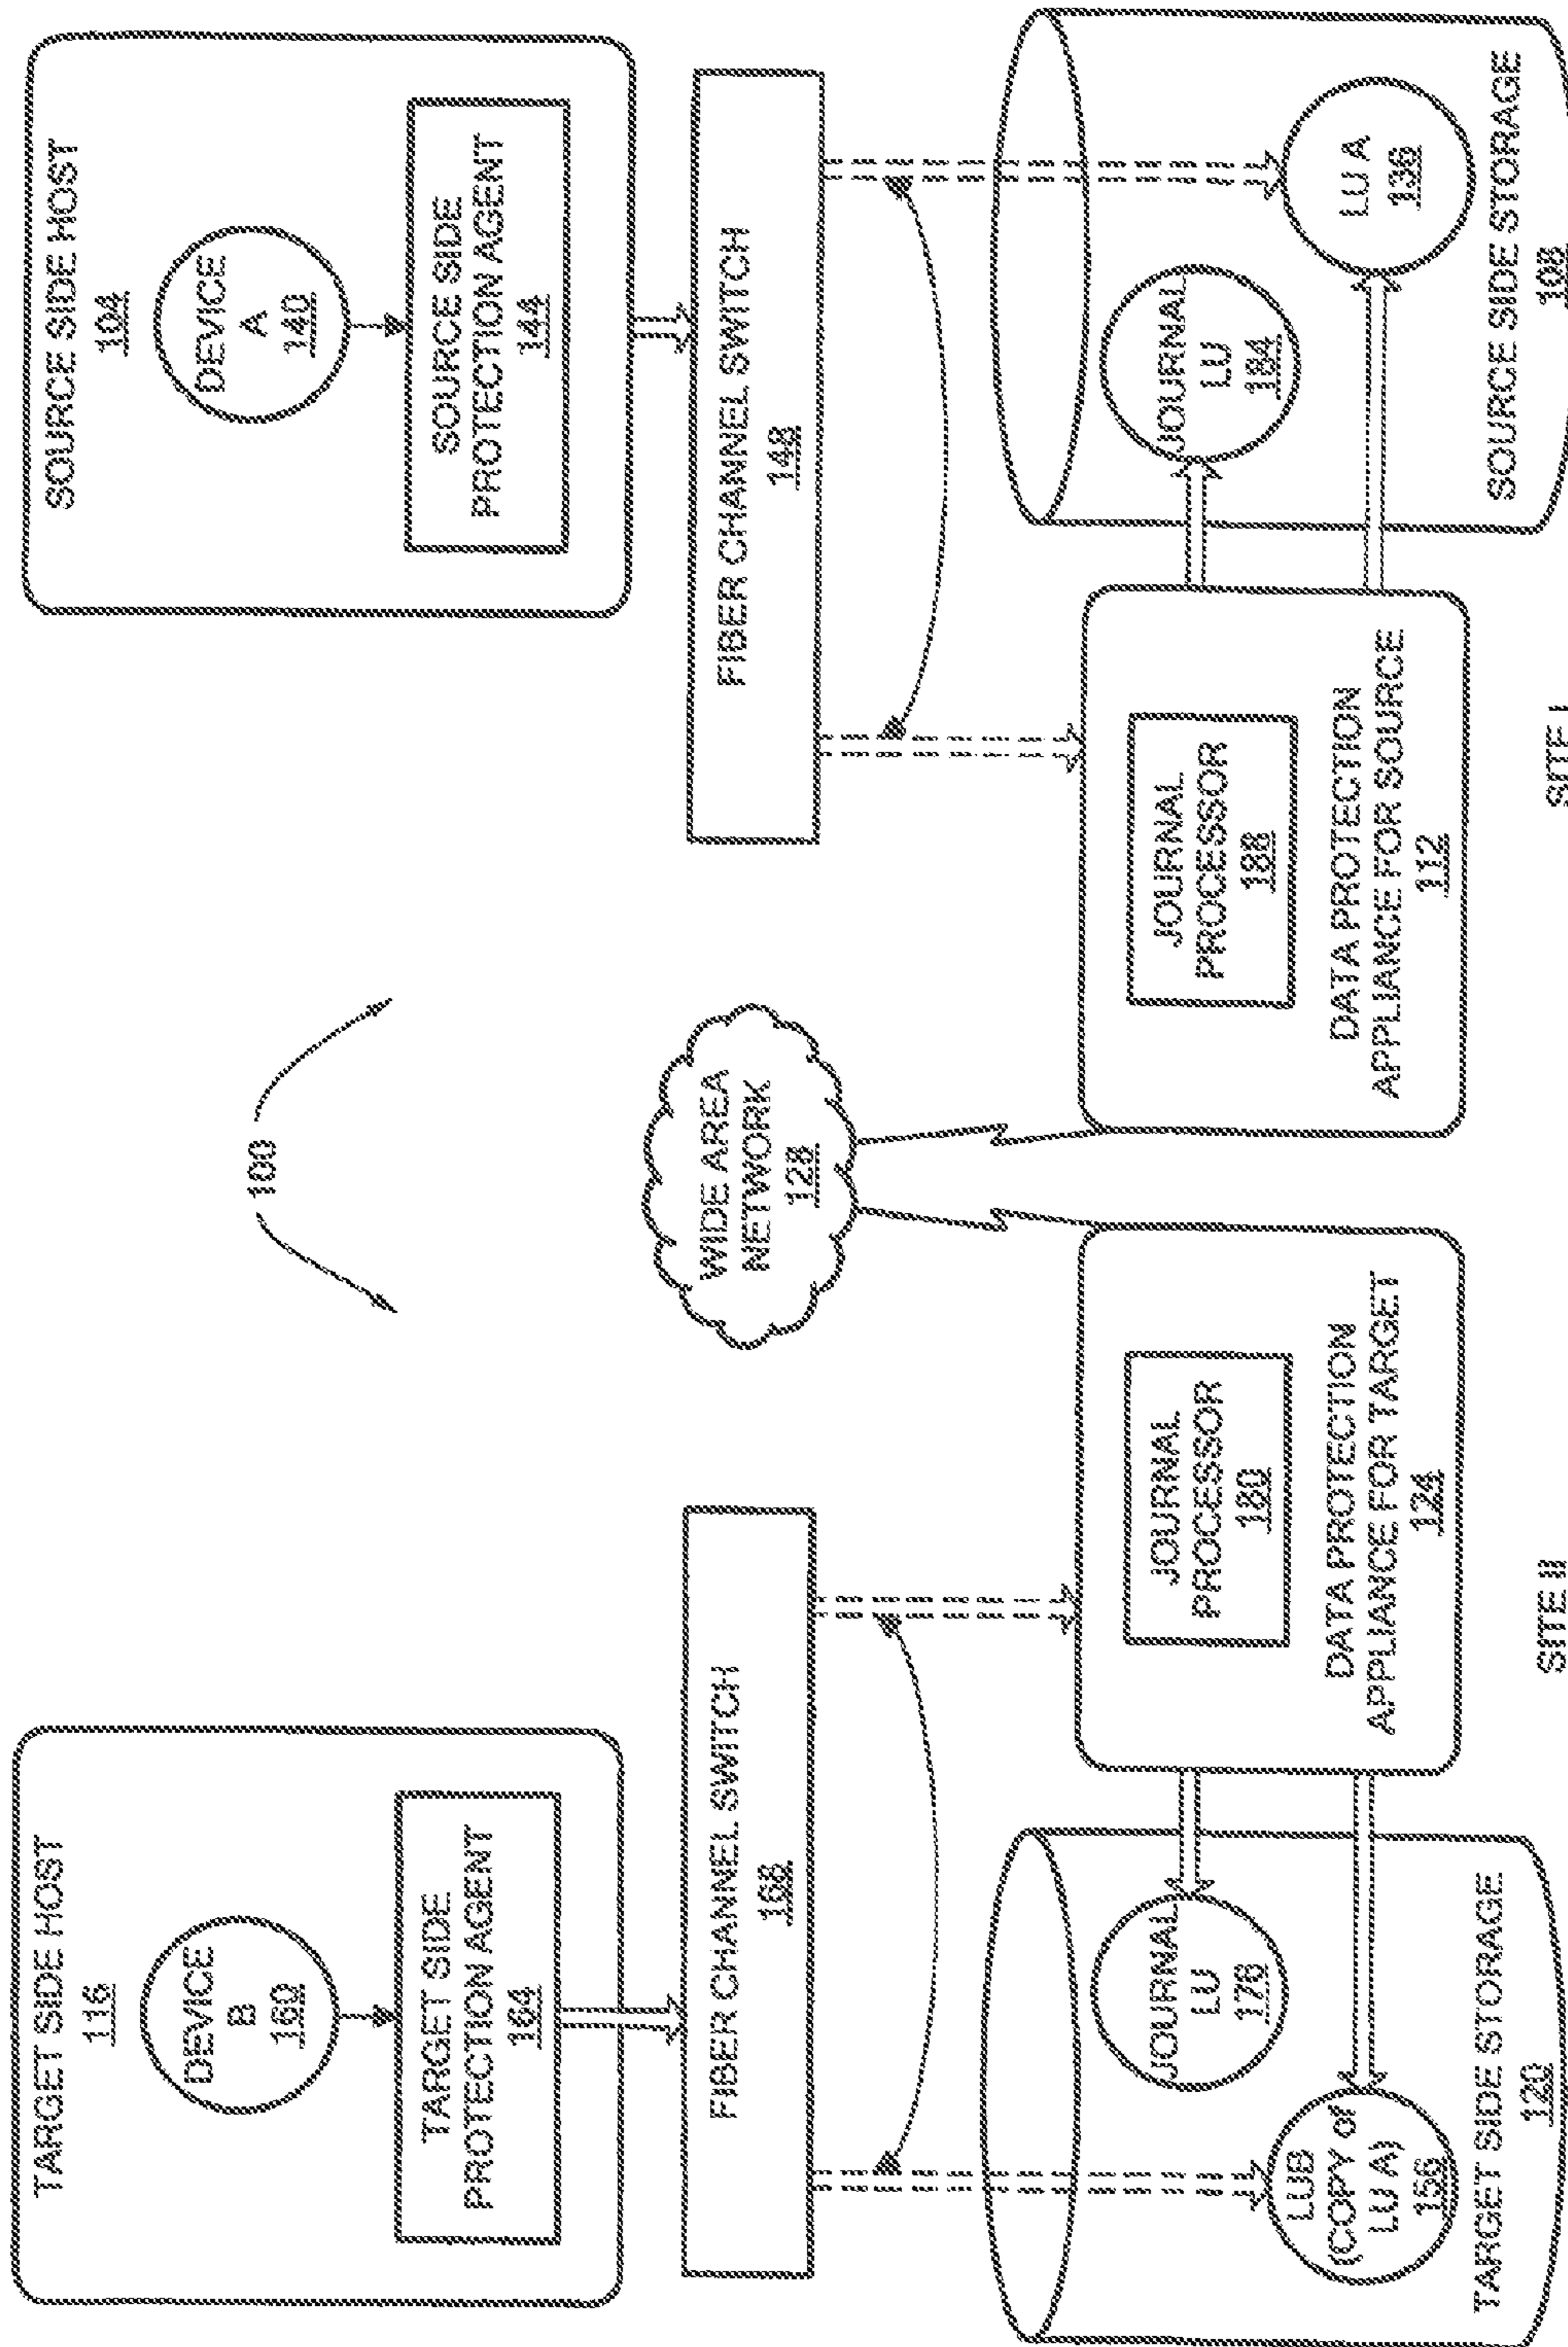 100
TARGET SIDE HOST
116
DEVICE
B
160
TARGET SIDE
PROTECTION AGENT
164
FIBER CHANNEL SWITCH
168
JOURNAL
LU
176
LUB
(COPY of
LU A)
156
TARGET SIDE STORAGE
120
JOURNAL
PROCESSOR
180
DATA PROTECTION
APPLIANCE FOR TARGET
124
SITE II
WIDE AREA
NETWORK
128
SOURCE SIDE HOST
104
DEVICE
A
140
SOURCE SIDE
PROTECTION AGENT
144
FIBER CHANNEL SWITCH
148
JOURNAL
PROCESSOR
188
DATA PROTECTION
APPLIANCE FOR SOURCE
112
JOURNAL
LU
184
LU A
136
SOURCE SIDE STORAGE
108
SITE I